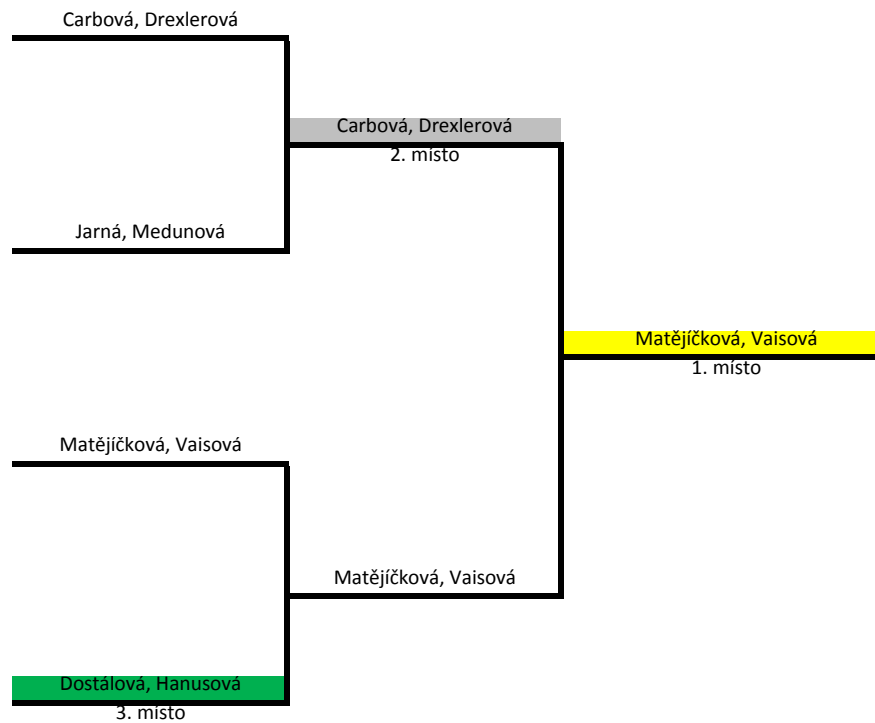 Carbová, Drexlerová
Carbová, Drexlerová
2. místo
Jarná, Medunová
Matějíčková, Vaisová
1. místo
Matějíčková, Vaisová
Matějíčková, Vaisová
Dostálová, Hanusová
3. místo